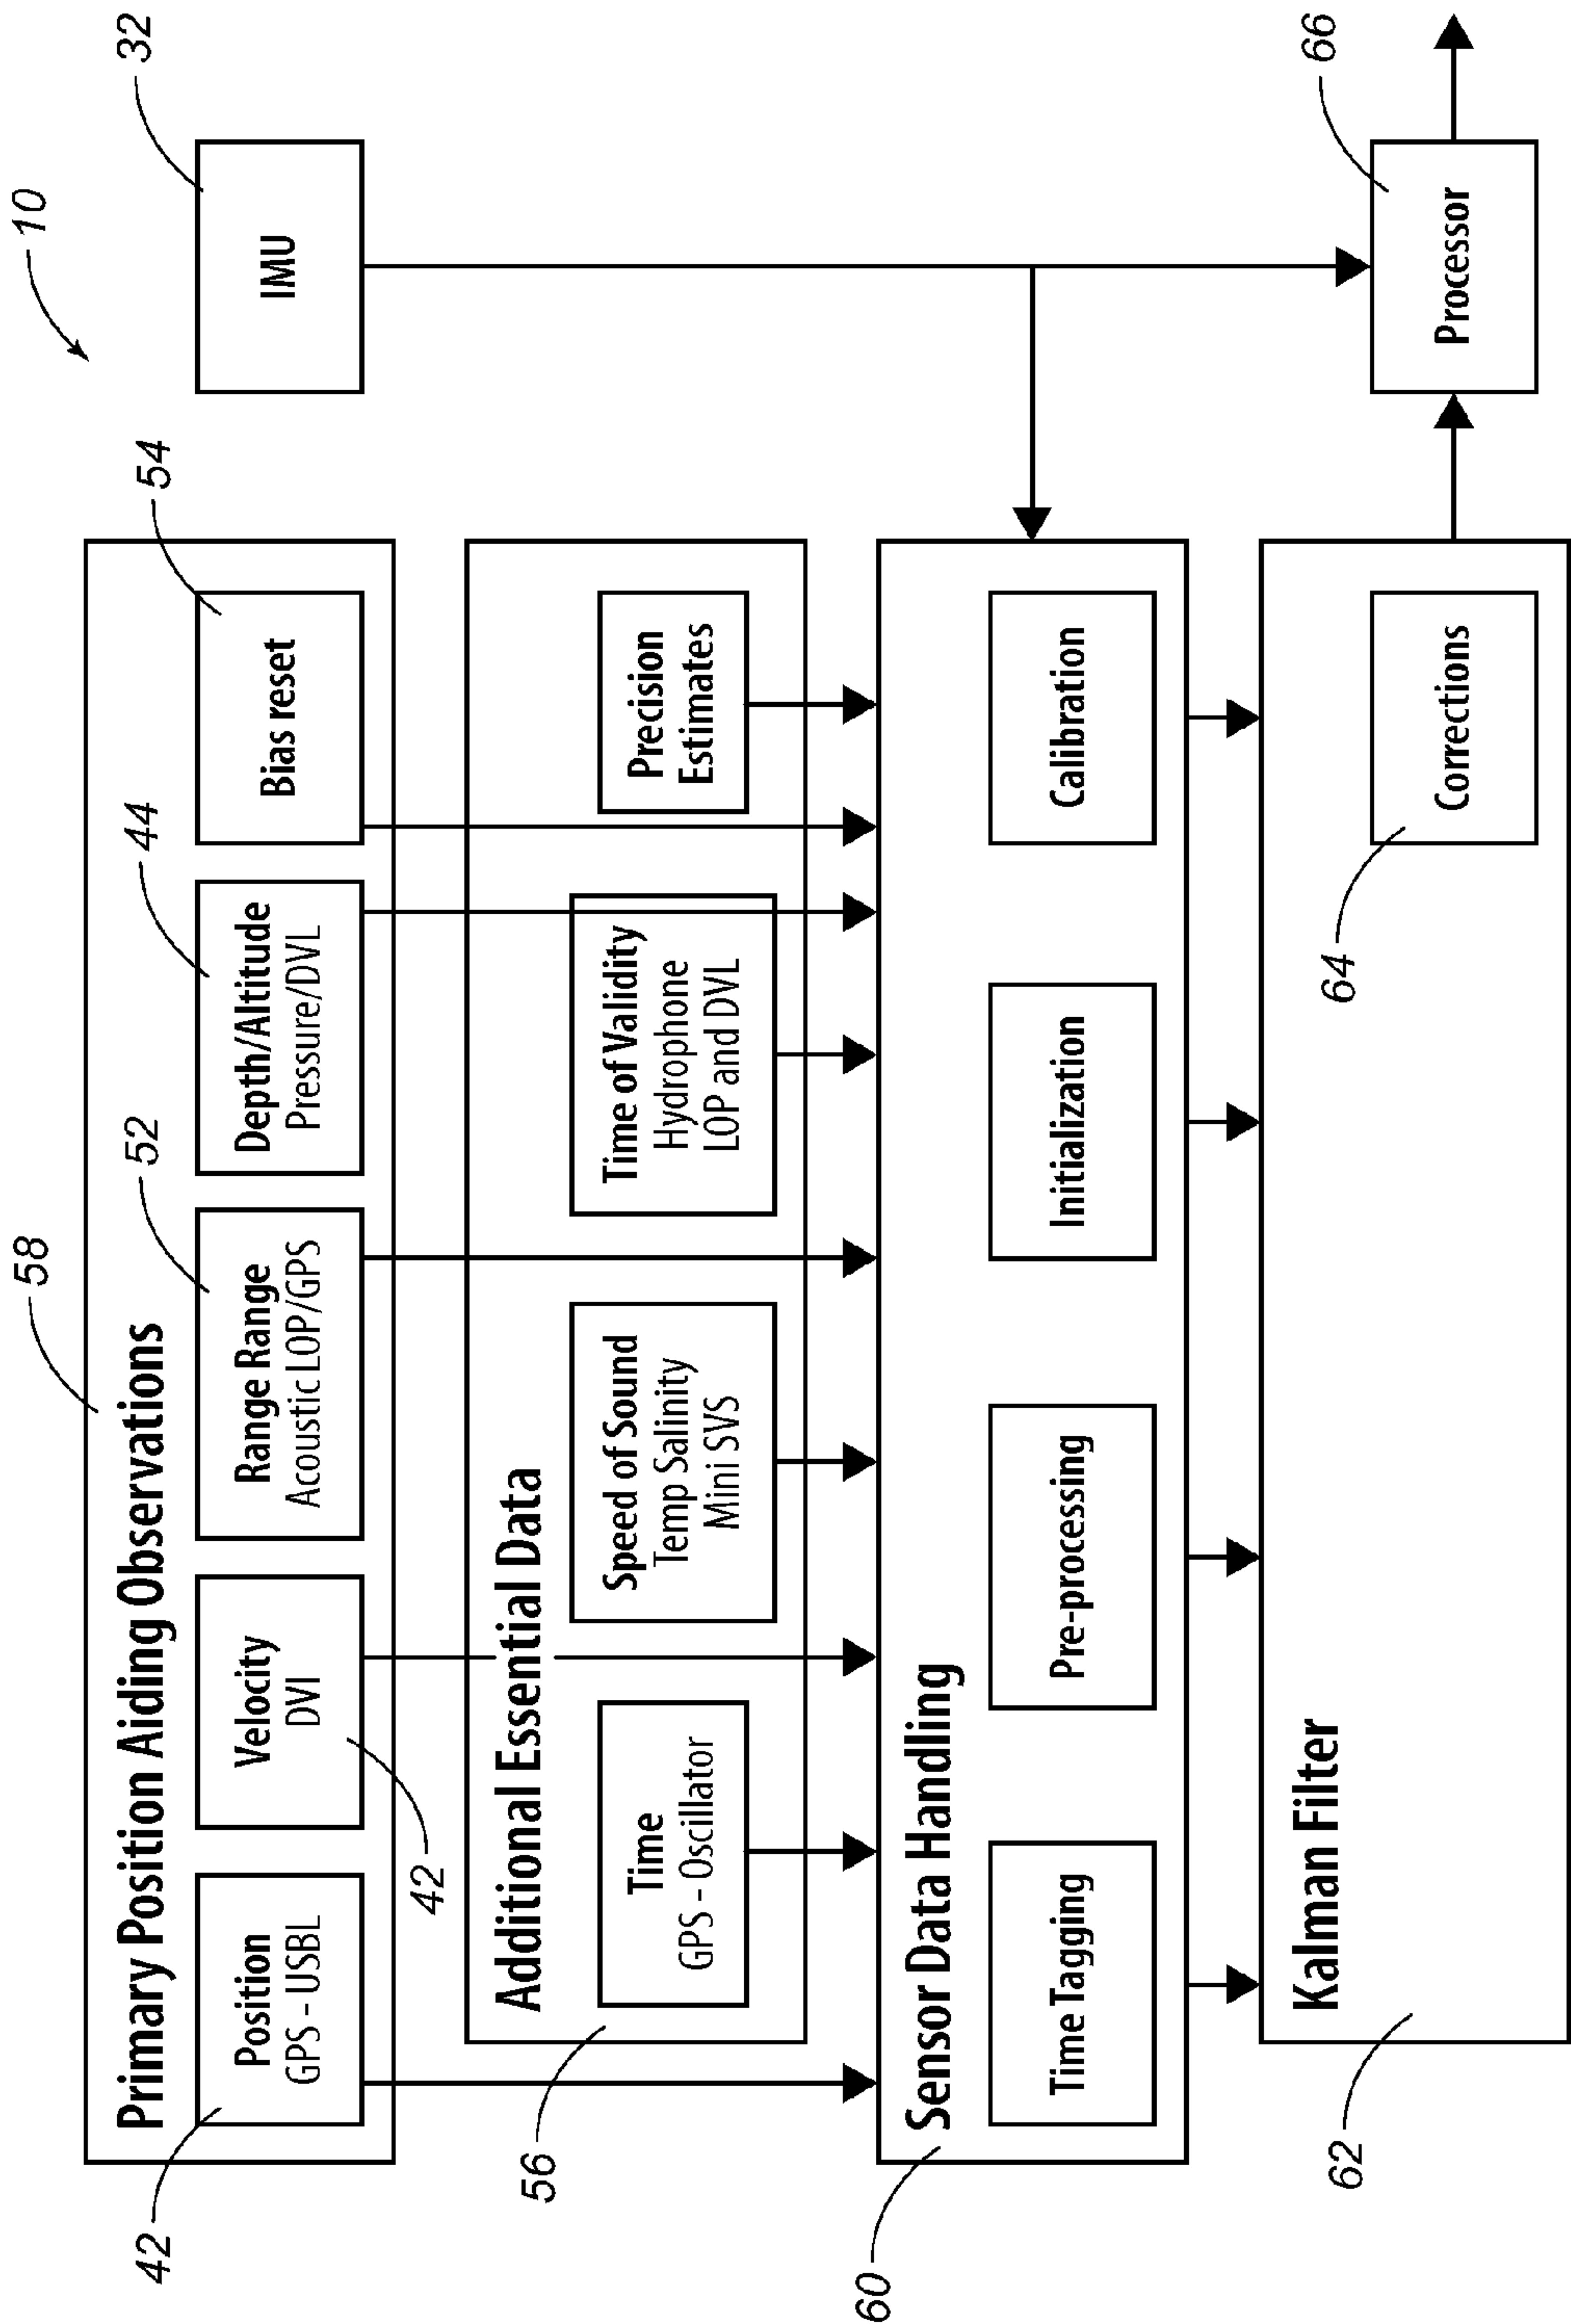 10
58
Primary Position Aiding Observations
42
Position
GPS - USBL
42
Velocity
DVI
52
Range Range
Acoustic LOP/GPS
44
Depth/Altitude
Pressure/DVL
54
Bias reset
32
IMU
56
Additional Essential Data
Time
GPS - Oscillator
Speed of Sound
Temp Salinity
Mini SVS
Time of Validity
Hydrophone
LOP and DVL
Precision
Estimates
60
Sensor Data Handling
Time Tagging
Pre-processing
Initialization
Calibration
62
Kalman Filter
64
Corrections
66
Processor